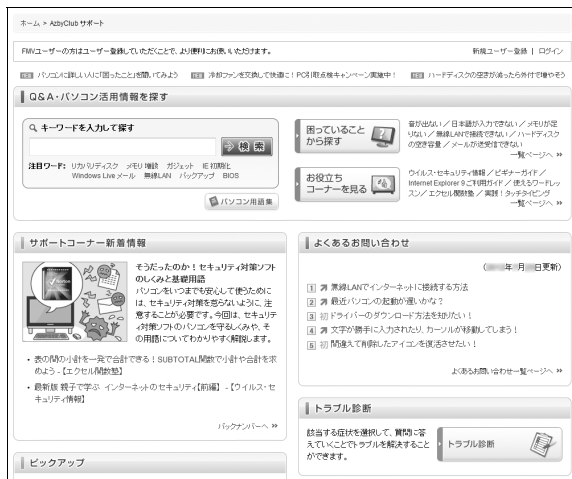 ホーム > AzbyClub サポート
FMVユーザーの方はユーザー登録していただくことで、より便利にお使いいただけます。
新規ユーザー登録 | ログイン
パソコンに詳しい人に「困ったこと」を聞いてみよう
冷却ファンを交換して快適に！PC引取点検キャンペーン実施中！
ハードディスクの空きが減ったら外付で増やそう
Q&A・パソコン活用情報を探す
キーワードを入力して探す
検索
注目ワード: リカバリディスク メモリ増設 ガジェット IE初期化
Windows Live メール 無線LAN バックアップ BIOS
パソコン用語集
困っていること
から探す
音が出ない／日本語が入力できない／メモリが足
りない／無線LANで接続できない／ハードディスク
の空き容量／メールが送受信できない
一覧ページへ
お役立ち
コーナーを見る
ウイルス・セキュリティ情報／ビギナーガイド／
Internet Explorer 9ご利用ガイド／使えるワードレッ
スン／エクセル関数塾／実践！タッチタイピング
一覧ページへ
サポートコーナー新着情報
そうだったのか！セキュリティ対策ソフト
のしくみと基礎用語
パソコンをいつまでも安心して使うために
は、セキュリティ対策を怠らないように、注
意することが必要です。今回は、セキュリテ
ィ対策ソフトのパソコンを守るしくみや、そ
の用語についてわかりやすく解説します。
・表の間の小計を一発で合計できる！SUBTOTAL関数で小計や合計を求
めよう -【エクセル関数塾】
・最新版 親子で学ぶ インターネットのセキュリティ【前編】-【ウイルス・セ
キュリティ情報】
バックナンバーへ
ピックアップ
よくあるお問い合わせ
(年 月 日更新)
1 無線LANでインターネットに接続する方法
2 最近パソコンの起動が遅いかな？
3 初 ドライバーのダウンロード方法を知りたい！
4 文字が勝手に入力されたり、カーソルが移動してしまう！
5 初 間違えて削除したアイコンを復活させたい！
よくあるお問い合わせ一覧ページへ
トラブル診断
該当する症状を選択して、質問に答
えていくことでトラブルを解決すること
ができます。
トラブル診断